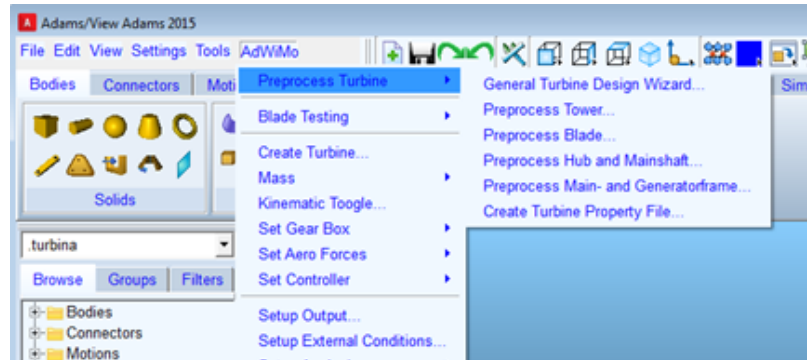 Adams/View Adams 2015
File Edit View Settings Tools AdWiMo
Bodies Connectors Moti Sim
Solids
.turbina
Browse Groups Filters
Bodies
Connectors
Motions
Preprocess Turbine
Blade Testing
Create Turbine...
Mass
Kinematic Toogle...
Set Gear Box
Set Aero Forces
Set Controller
Setup Output...
Setup External Conditions...
General Turbine Design Wizard...
Preprocess Tower...
Preprocess Blade...
Preprocess Hub and Mainshaft...
Preprocess Main- and Generatorframe...
Create Turbine Property File...